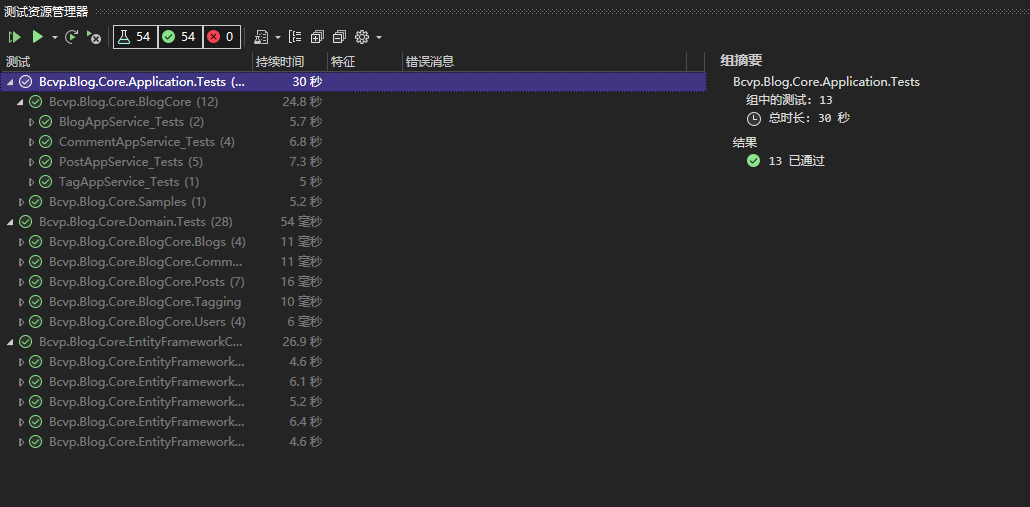 测试资源管理器
54 54 0
测试 持续时间 特征 错误消息
Bcvp.Blog.Core.Application.Tests (... 30 秒
Bcvp.Blog.Core.BlogCore (12) 24.8 秒
BlogAppService_Tests (2) 5.7 秒
CommentAppService_Tests (4) 6.8 秒
PostAppService_Tests (5) 7.3 秒
TagAppService_Tests (1) 5 秒
Bcvp.Blog.Core.Samples (1) 5.2 秒
Bcvp.Blog.Core.Domain.Tests (28) 54 毫秒
Bcvp.Blog.Core.BlogCore.Blogs (4) 11 毫秒
Bcvp.Blog.Core.BlogCore.Comm... 11 毫秒
Bcvp.Blog.Core.BlogCore.Posts (7) 16 毫秒
Bcvp.Blog.Core.BlogCore.Tagging 10 毫秒
Bcvp.Blog.Core.BlogCore.Users (4) 6 毫秒
Bcvp.Blog.Core.EntityFrameworkC... 26.9 秒
Bcvp.Blog.Core.EntityFramework... 4.6 秒
Bcvp.Blog.Core.EntityFramework... 6.1 秒
Bcvp.Blog.Core.EntityFramework... 5.2 秒
Bcvp.Blog.Core.EntityFramework... 6.4 秒
Bcvp.Blog.Core.EntityFramework... 4.6 秒
组摘要
Bcvp.Blog.Core.Application.Tests
组中的测试: 13
总时长: 30 秒
结果
13 已通过